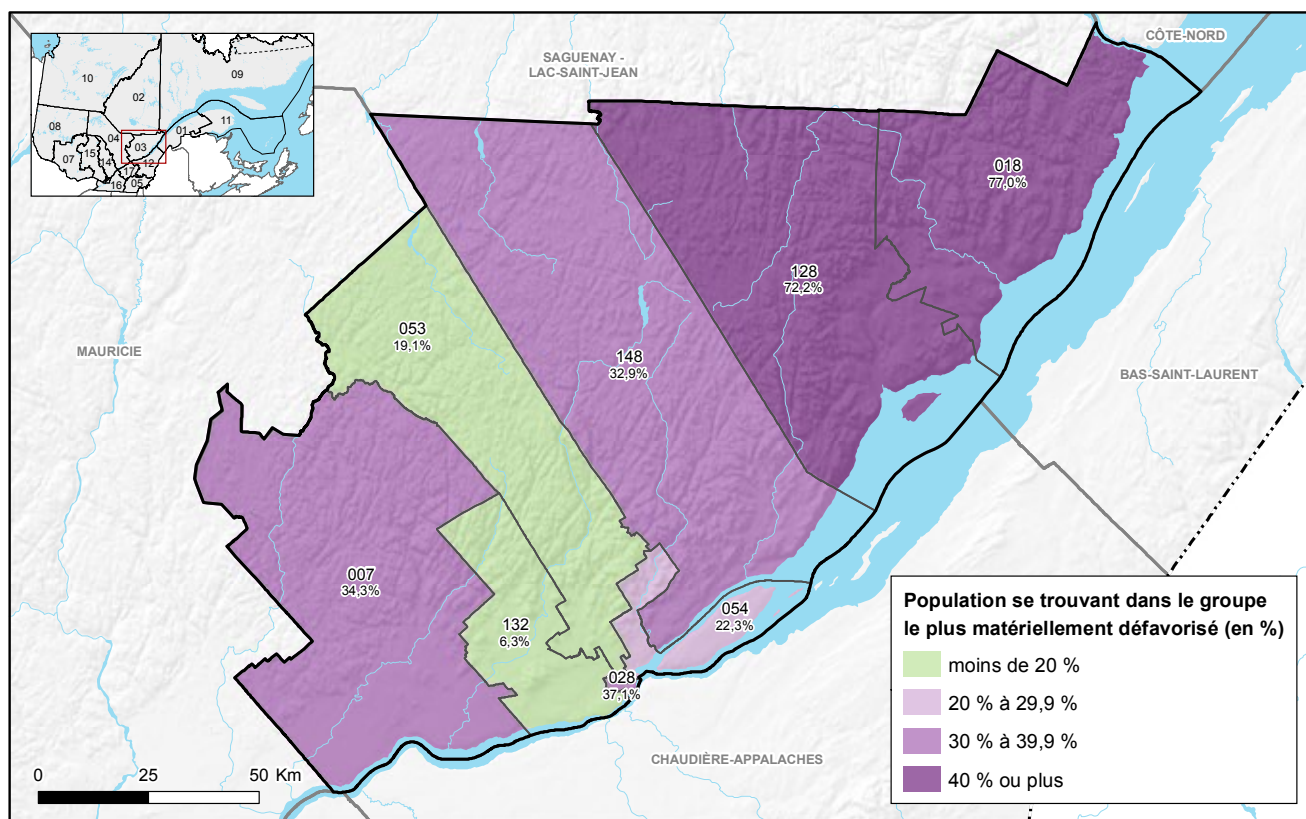 CÔTE-NORD
SAGUENAY -
LAC-SAINT-JEAN
10
09
02
11
01
08
04
03
07
15
14
12
17
16
05
018
77,0%
128
72,2%
053
19,1%
148
32,9%
MAURICIE
BAS-SAINT-LAURENT
007
34,3%
132
6,3%
054
22,3%
028
37,1%
CHAUDIÈRE-APPALACHES
0
25
50 Km
Population se trouvant dans le groupe
le plus matériellement défavorisé (en %)
moins de 20 %
20 % à 29,9 %
30 % à 39,9 %
40 % ou plus